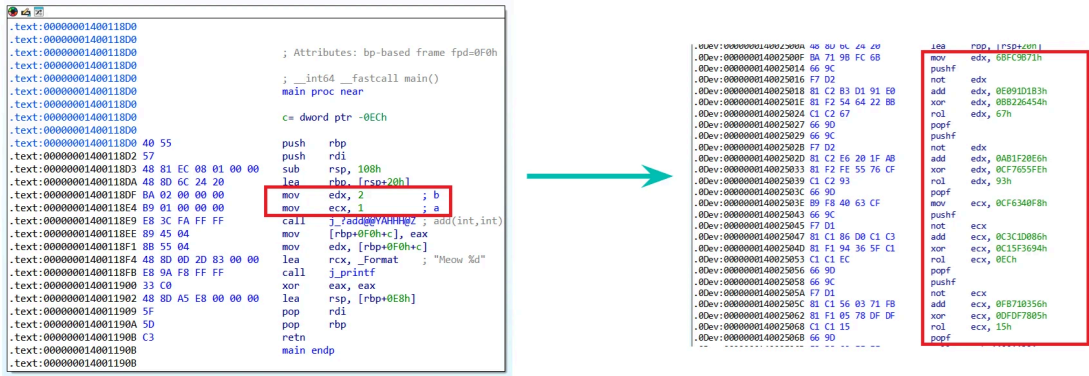 .text:00000001400118D0
.text:00000001400118D0
.text:00000001400118D0 ; Attributes: bp-based frame fpd=0F0h
.text:00000001400118D0
.text:00000001400118D0 ; __int64 __fastcall main()
.text:00000001400118D0 main proc near
.text:00000001400118D0
.text:00000001400118D0 c= dword ptr -0ECh
.text:00000001400118D0
.text:00000001400118D0 40 55 push rbp
.text:00000001400118D2 57 push rdi
.text:00000001400118D3 48 81 EC 08 01 00 00 sub rsp, 108h
.text:00000001400118DA 48 8D 6C 24 20 lea rbp, [rsp+20h]
.text:00000001400118DF BA 02 00 00 00 mov edx, 2 ; b
.text:00000001400118E4 B9 01 00 00 00 mov ecx, 1 ; a
.text:00000001400118E9 E8 3C FA FF FF call j_?add@@YAHHH@Z ; add(int,int)
.text:00000001400118EE 89 45 04 mov [rbp+0F0h+c], eax
.text:00000001400118F1 8B 55 04 mov edx, [rbp+0F0h+c]
.text:00000001400118F4 48 8D 0D 2D 83 00 00 lea rcx, _Format ; "Meow %d"
.text:00000001400118FB E8 9A F8 FF FF call j_printf
.text:0000000140011900 33 C0 xor eax, eax
.text:0000000140011902 48 8D A5 E8 00 00 00 lea rsp, [rbp+0E8h]
.text:0000000140011909 5F pop rdi
.text:000000014001190A 5D pop rbp
.text:000000014001190B C3 retn
.text:000000014001190B main endp
.text:000000014001190B
.0Dev:000000014002500A 48 8D 6C 24 20 lea rbp, [rsp+20h]
.0Dev:000000014002500F BA 71 9B FC 6B mov edx, 6BFC9B71h
.0Dev:0000000140025014 66 9C pushf
.0Dev:0000000140025016 F7 D2 not edx
.0Dev:0000000140025018 81 C2 B3 D1 91 E0 add edx, 0E091D1B3h
.0Dev:000000014002501E 81 F2 54 64 22 BB xor edx, 0BB226454h
.0Dev:0000000140025024 C1 C2 67 rol edx, 67h
.0Dev:0000000140025027 66 9D popf
.0Dev:0000000140025029 66 9C pushf
.0Dev:000000014002502B F7 D2 not edx
.0Dev:000000014002502D 81 C2 E6 20 1F AB add edx, 0AB1F20E6h
.0Dev:0000000140025033 81 F2 FE 55 76 CF xor edx, 0CF7655FEh
.0Dev:0000000140025039 C1 C2 93 rol edx, 93h
.0Dev:000000014002503C 66 9D popf
.0Dev:000000014002503E B9 F8 40 63 CF mov ecx, 0CF6340F8h
.0Dev:0000000140025043 66 9C pushf
.0Dev:0000000140025045 F7 D1 not ecx
.0Dev:0000000140025047 81 C1 86 D0 C1 C3 add ecx, 0C3C1D086h
.0Dev:000000014002504D 81 F1 94 36 5F C1 xor ecx, 0C15F3694h
.0Dev:0000000140025053 C1 C1 EC rol ecx, 0ECh
.0Dev:0000000140025056 66 9D popf
.0Dev:0000000140025058 66 9C pushf
.0Dev:000000014002505A F7 D1 not ecx
.0Dev:000000014002505C 81 C1 56 03 71 FB add ecx, 0FB710356h
.0Dev:0000000140025062 81 F1 05 78 DF DF xor ecx, 0DFDF7805h
.0Dev:0000000140025068 C1 C1 15 rol ecx, 15h
.0Dev:000000014002506B 66 9D popf